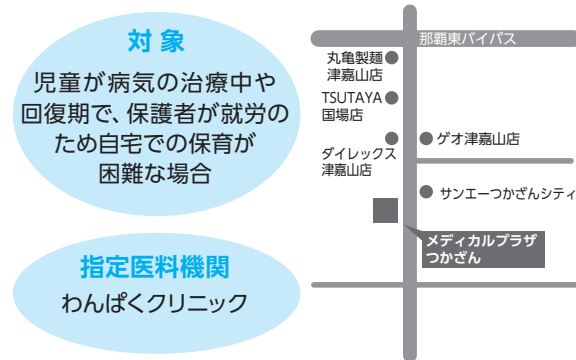 対 象
児童が病気の治療中や
回復期で、保護者が就労の
ため自宅での保育が
困難な場合
指定医料機関
わんぱくクリニック
那覇東バイパス
丸亀製麺
津嘉山店
TSUTAYA
国場店
ダイレックス
津嘉山店
ゲオ津嘉山店
サンエーつかざんシティ
メディカルプラザ
つかざん